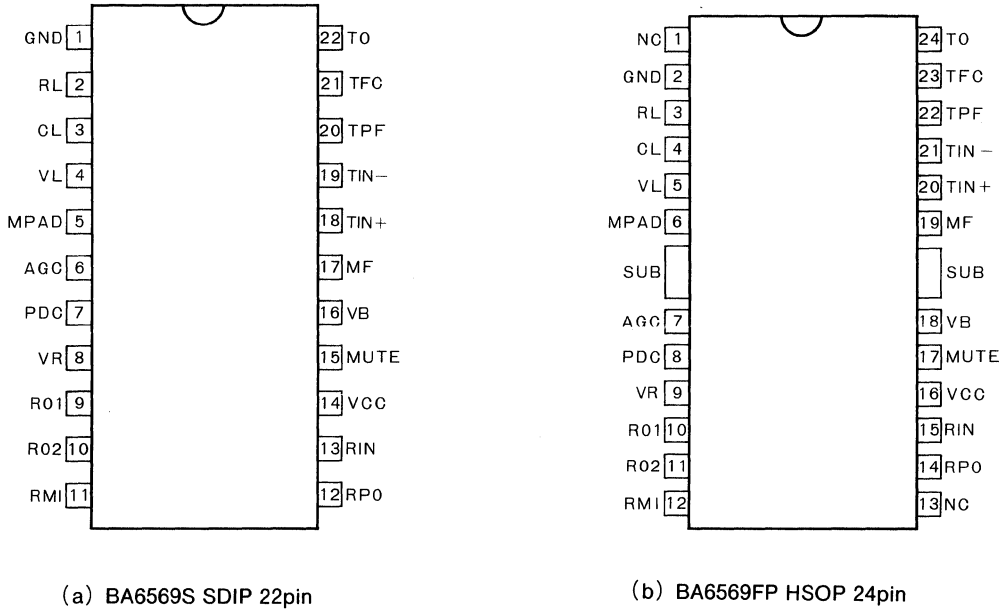 GND 1
RL 2
CL 3
VL 4
MPAD 5
AGC 6
PDC 7
VR 8
RO1 9
RO2 10
RMI 11
22 TO
21 TFC
20 TPF
19 TIN−
18 TIN+
17 MF
16 VB
15 MUTE
14 VCC
13 RIN
12 RPO
(a) BA6569S SDIP 22pin
NC 1
GND 2
RL 3
CL 4
VL 5
MPAD 6
SUB
AGC 7
PDC 8
VR 9
RO1 10
RO2 11
RMI 12
24 TO
23 TFC
22 TPF
21 TIN−
20 TIN+
19 MF
SUB
18 VB
17 MUTE
16 VCC
15 RIN
14 RPO
13 NC
(b) BA6569FP HSOP 24pin